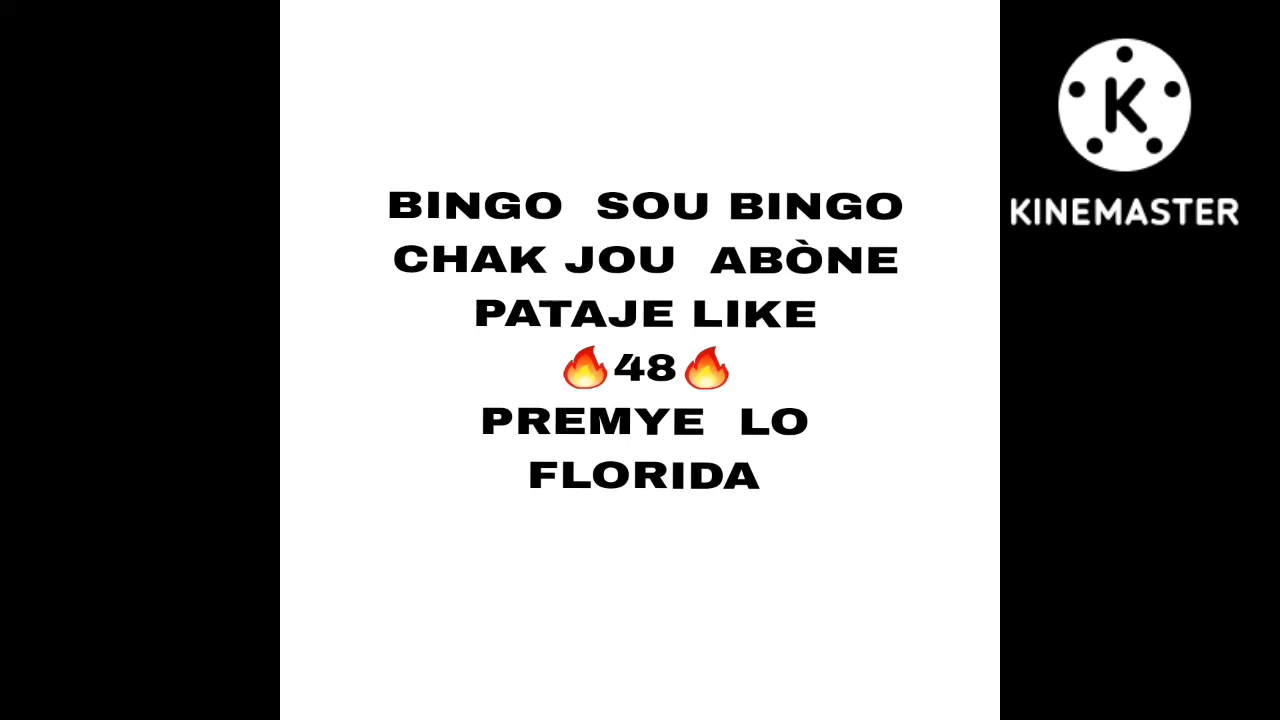 BINGO SOU BINGO
CHAK JOU ABÒNE
PATAJE LIKE
🔥48🔥
PREMYE LO
FLORIDA
K
KINEMASTER